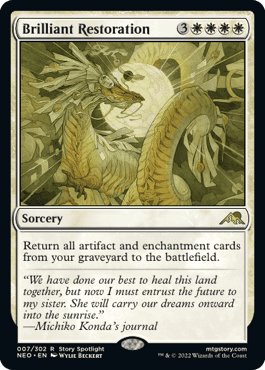 Brilliant Restoration 3
Sorcery
Return all artifact and enchantment cards
from your graveyard to the battlefield.
“We have done our best to heal this land
together, but now I must entrust the future to
my sister. She will carry our dreams onward
into the sunrise.”
—Michiko Konda’s journal
007/302 R Story Spotlight mtgstory.com
NEO • EN Wylie Beckert ™ & © 2022 Wizards of the Coast